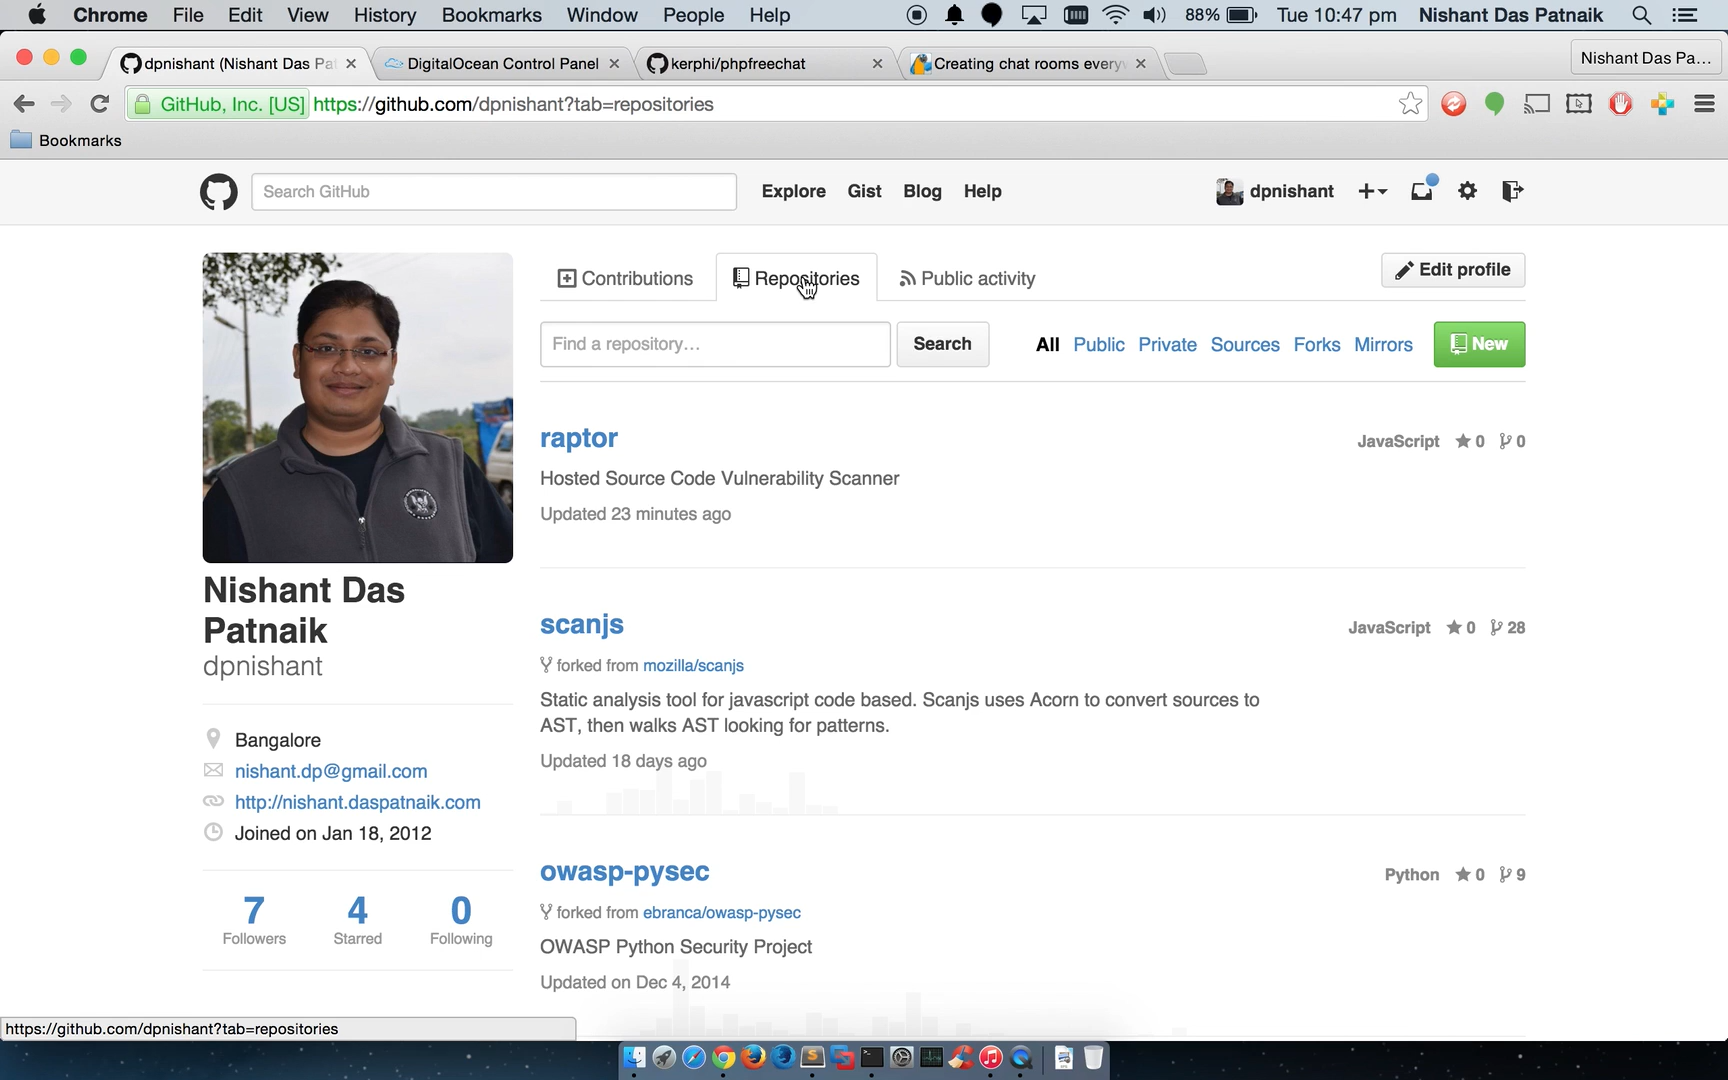 Chrome File Edit View History Bookmarks Window People Help 88% Tue 10:47 pm Nishant Das Patnaik
dpnishant (Nishant Das Pa DigitalOcean Control Panel kerphi/phpfreechat Creating chat rooms everyw Nishant Das Pa...
GitHub, Inc. [US] https://github.com/dpnishant?tab=repositories
Bookmarks
Search GitHub Explore Gist Blog Help dpnishant
Contributions Repositories Public activity Edit profile
Find a repository... Search All Public Private Sources Forks Mirrors New
raptor JavaScript 0 0
Hosted Source Code Vulnerability Scanner
Updated 23 minutes ago
Nishant Das
Patnaik
dpnishant
Bangalore
nishant.dp@gmail.com
http://nishant.daspatnaik.com
Joined on Jan 18, 2012
7 4 0
Followers Starred Following
scanjs JavaScript 0 28
forked from mozilla/scanjs
Static analysis tool for javascript code based. Scanjs uses Acorn to convert sources to
AST, then walks AST looking for patterns.
Updated 18 days ago
owasp-pysec Python 0 9
forked from ebranca/owasp-pysec
OWASP Python Security Project
Updated on Dec 4, 2014
https://github.com/dpnishant?tab=repositories